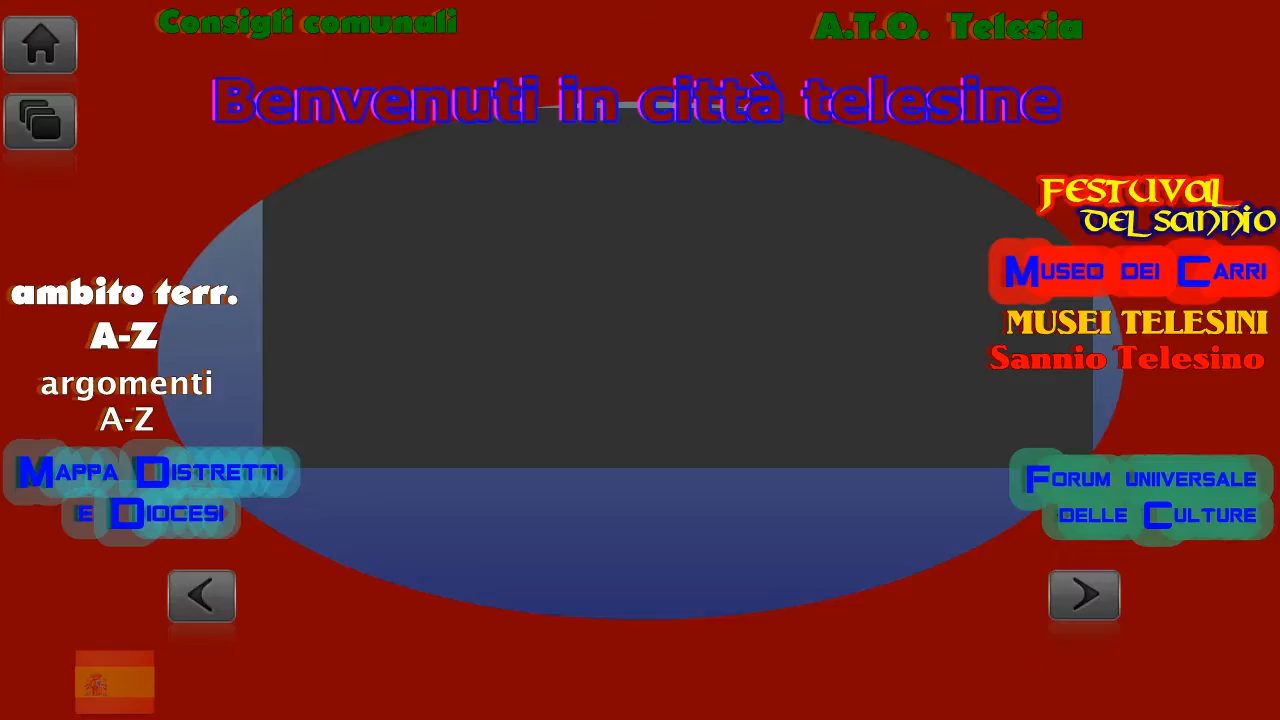 Consigli comunali
A.T.O. Telesia
Benvenuti in città telesine
FESTUVAL
DEL SANNIO
MUSEO DEI CARRI
ambito terr.
A-Z
MUSEI TELESINI
Sannio Telesino
argomenti
A-Z
MAPPA DISTRETTI
E DIOCESI
FORUM UNIIVERSALE
DELLE CULTURE